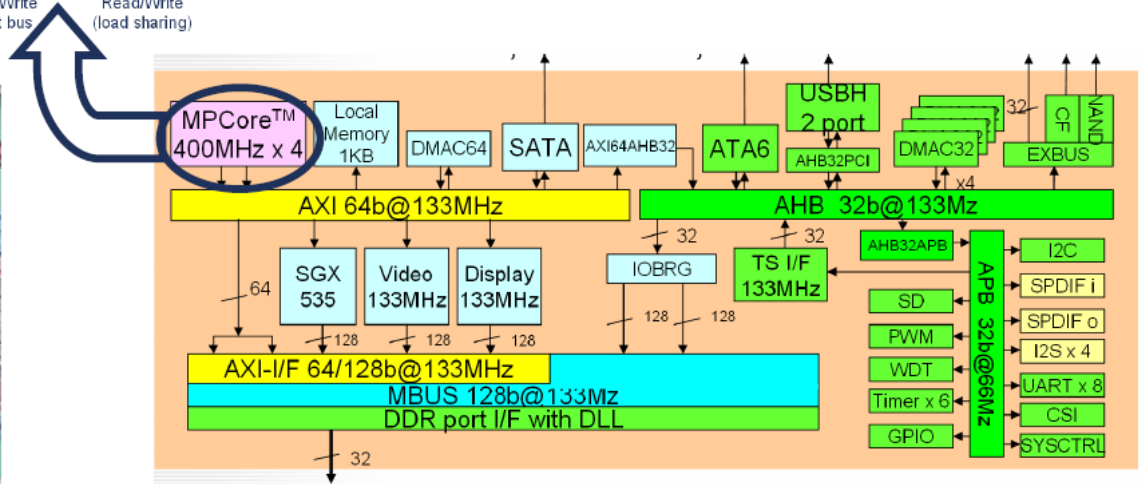 Write
Read/Write
t bus
(load sharing)
MPCore™
400MHz x 4
Local
Memory
1KB
DMAC64
SATA
AXI64AHB32
ATA6
USBH
2 port
AHB32PCI
DMAC32
x4
32
CF
NAND
EXBUS
AXI 64b@133MHz
AHB 32b@133Mz
64
SGX
535
Video
133MHz
Display
133MHz
32
IOBRG
32
TS I/F
133MHz
AHB32APB
APB 32b@66Mz
I2C
SPDIF i
SPDIF o
I2S x 4
UART x 8
CSI
SYSCTRL
SD
PWM
WDT
Timer x 6
GPIO
128
128
128
128
128
AXI-I/F 64/128b@133MHz
MBUS 128b@133Mz
DDR port I/F with DLL
32